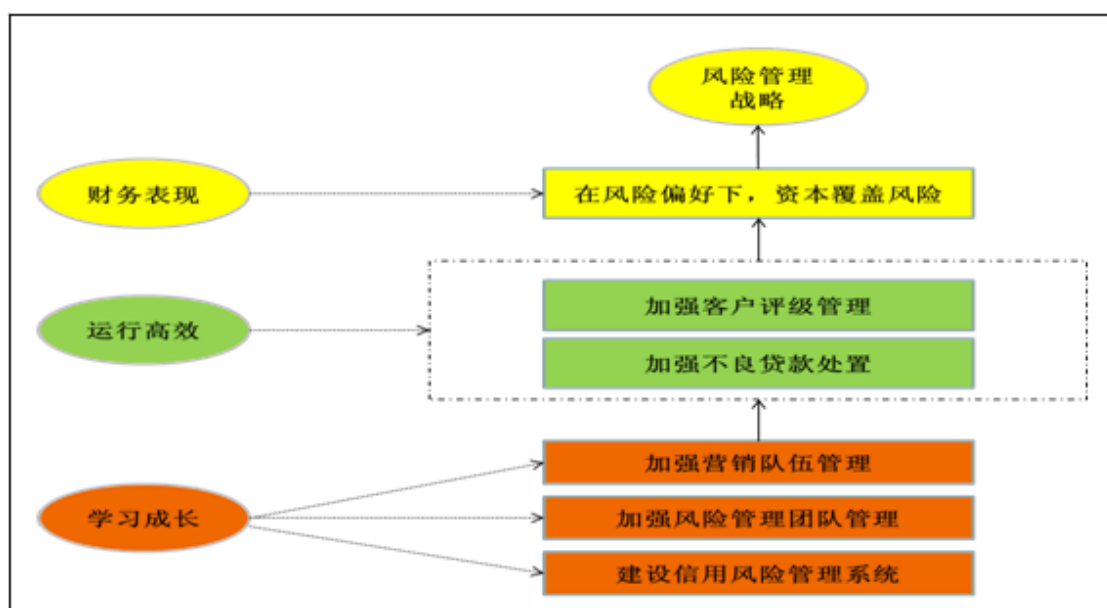 风险管理
战略
财务表现
在风险偏好下，资本覆盖风险
运行高效
加强客户评级管理
加强不良贷款处置
加强营销队伍管理
学习成长
加强风险管理团队管理
建设信用风险管理系统